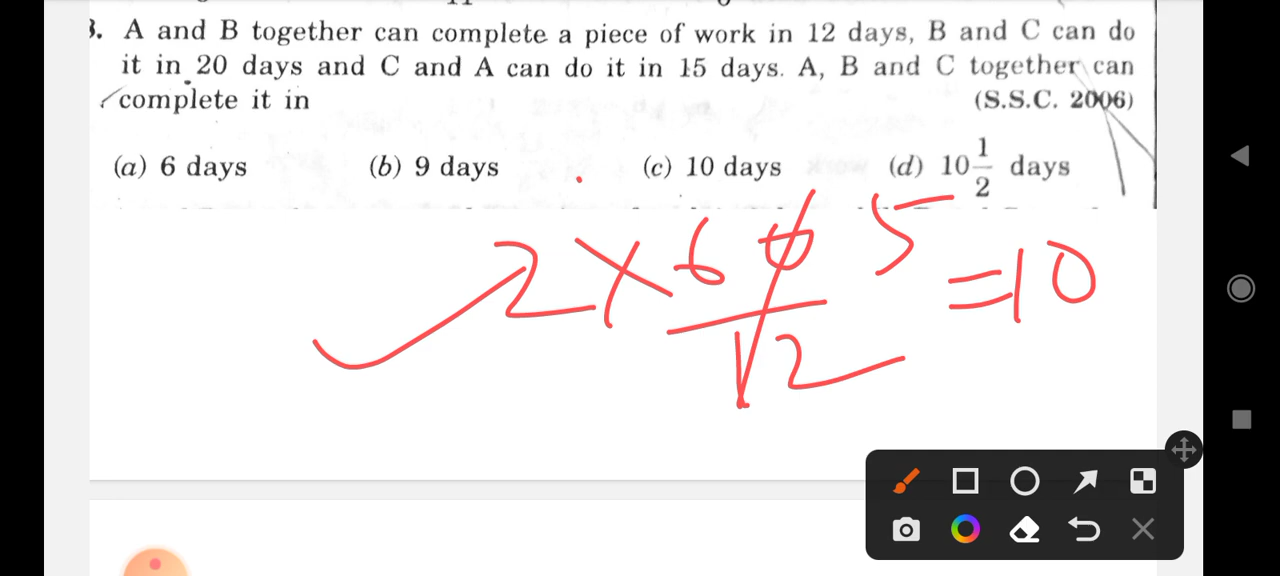 3. A and B together can complete a piece of work in 12 days, B and C can do
it in 20 days and C and A can do it in 15 days. A, B and C together can
complete it in (S.S.C. 2006)
(a) 6 days (b) 9 days (c) 10 days (d) 10 1/2 days
2 × 60 5 = 10
12